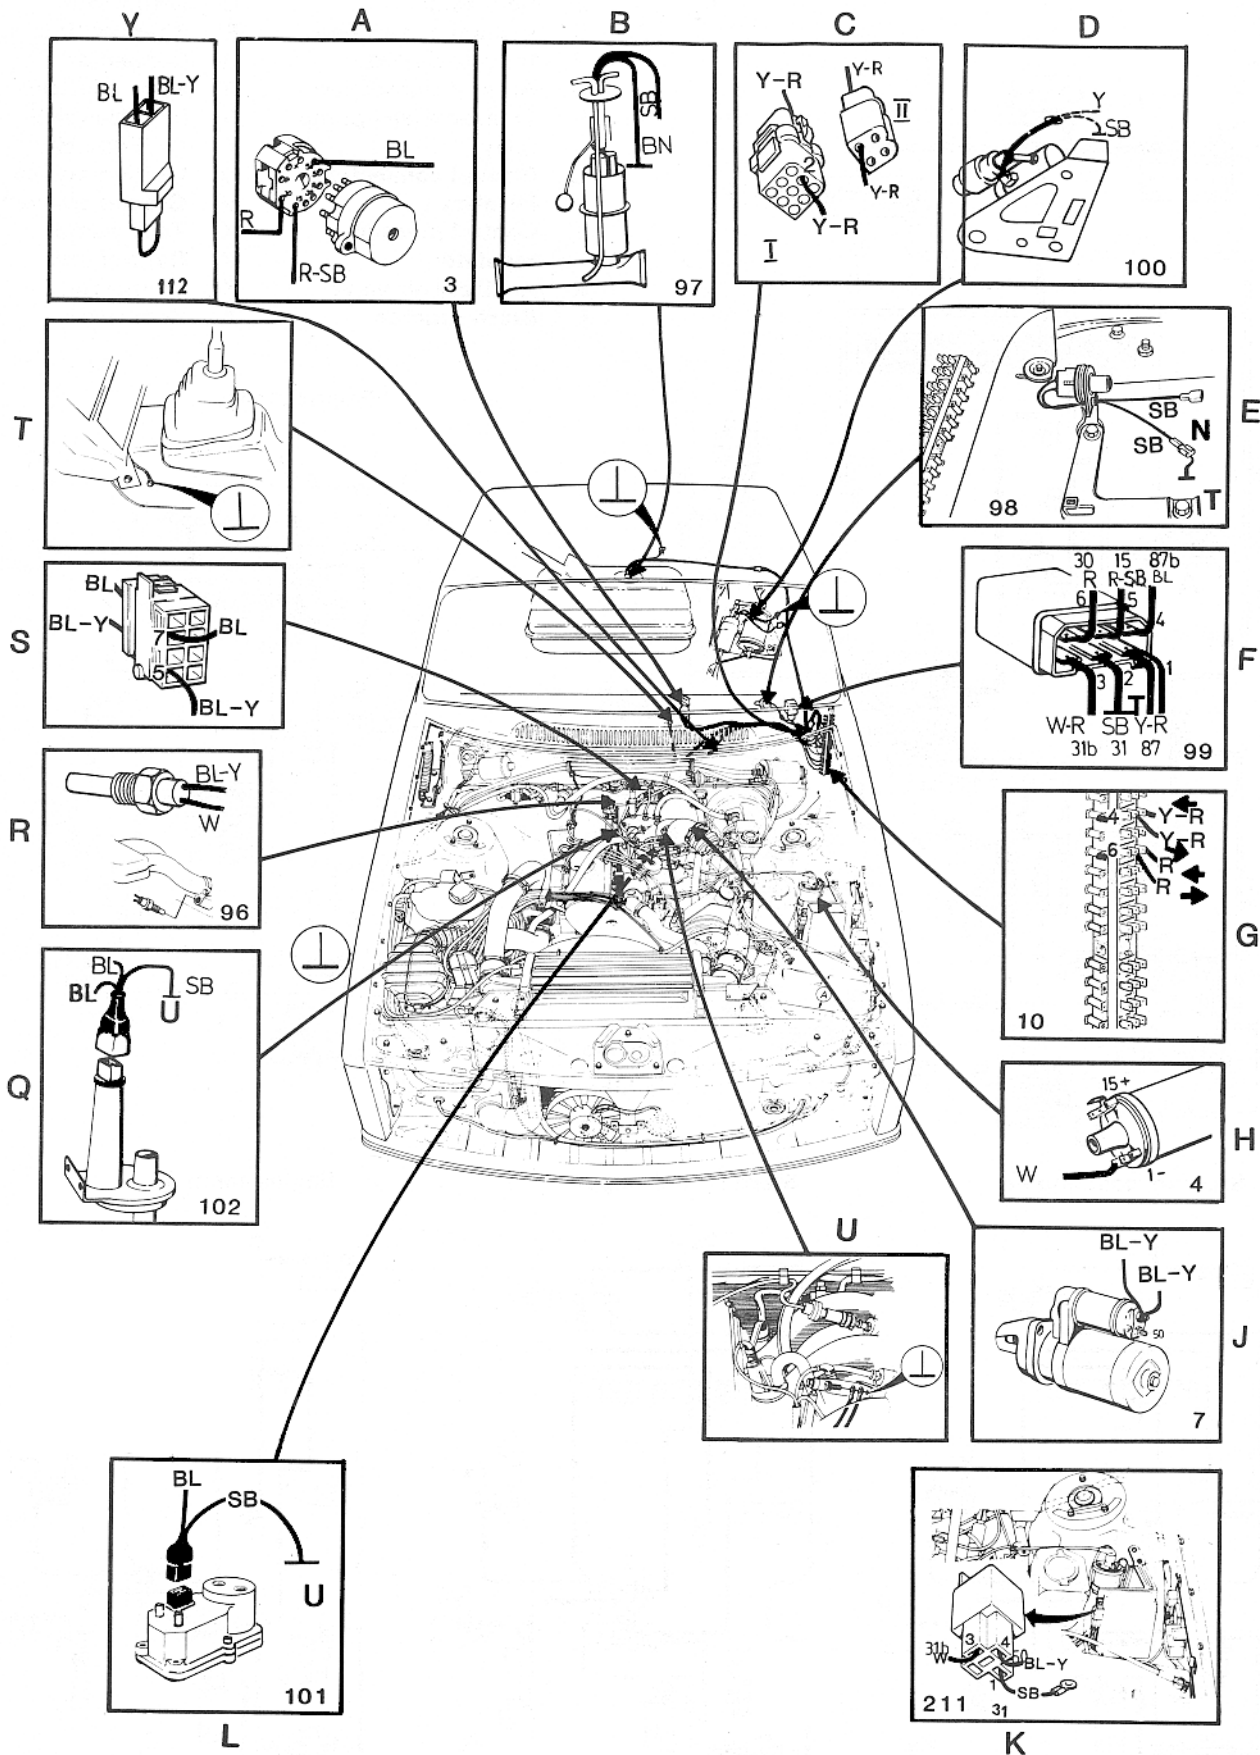 Y
A
B
C
D
BL
BL-Y
112
BL
R
R-SB
3
SB
BN
97
Y-R
Y-R
II
2
Y-R
Y-R
I
Y
SB
100
T
E
SB
N
SB
T
98
S
BL
BL-Y
7
BL
5
BL-Y
F
30
15
87b
R
R-SB
BL
6
5
4
3
2
1
T
W-R
SB
Y-R
31b
31
87
99
R
BL-Y
W
96
G
4
Y-R
Y-R
6
R
R
10
Q
BL
BL
SB
U
102
A
H
15+
W
1-
4
U
J
BL-Y
BL-Y
50
7
L
BL
SB
U
101
K
3
4
31b
W
50
BL-Y
1
SB
31
211